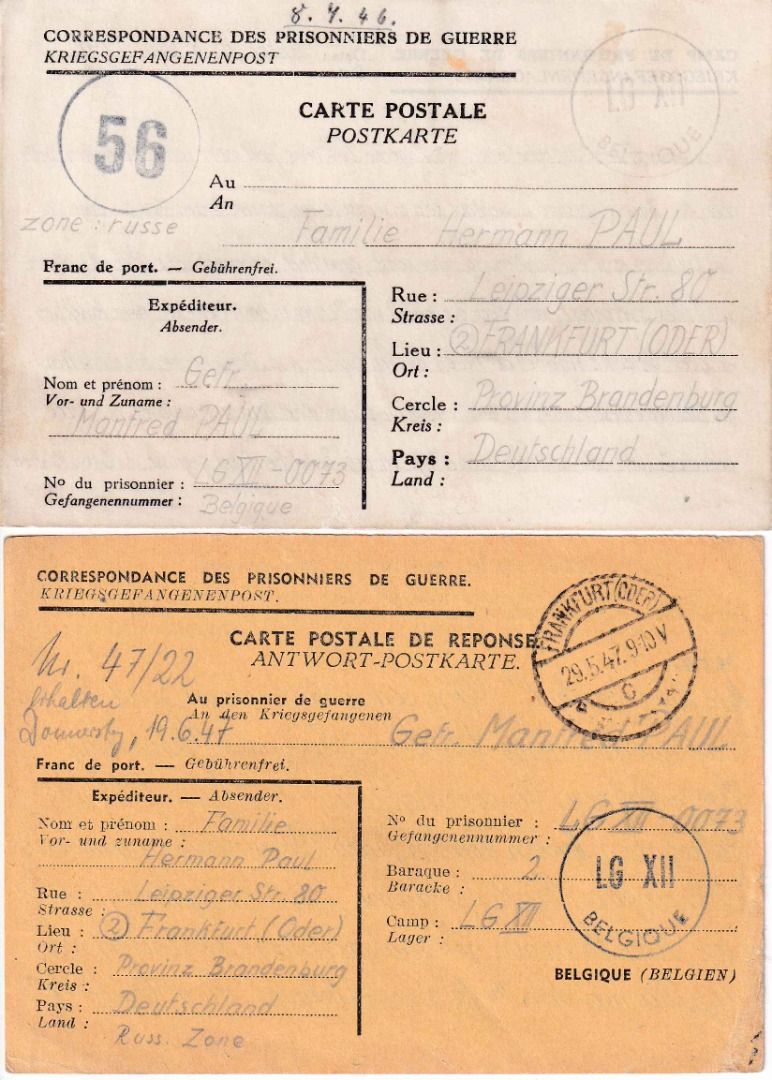 8. 7. 46.
CORRESPONDANCE DES PRISONNIERS DE GUERRE
KRIEGSGEFANGENENPOST
56
LG XII
BELGIQUE
CARTE POSTALE
POSTKARTE
zone : russe
Au
An
Familie Hermann PAUL
Franc de port. — Gebührenfrei.
Expéditeur.
Absender.
Nom et prénom : Gefr.
Vor- und Zuname :
Manfred PAUL
No du prisonnier : LG XII-0073
Gefangenennummer : Belgique
Rue : Leipziger Str. 80
Strasse :
Lieu : (2) FRANKFURT (ODER)
Ort :
Cercle : Provinz Brandenburg
Kreis :
Pays : Deutschland
Land :
CORRESPONDANCE DES PRISONNIERS DE GUERRE.
KRIEGSGEFANGENENPOST.
FRANKFURT (ODER)
29.5.47. 9-10 V
c
CARTE POSTALE DE REPONSE
ANTWORT-POSTKARTE.
Nr. 47/22
Erhalten
Donnerstg, 19.6.47
Au prisonnier de guerre
An den Kriegsgefangenen
Gefr. Manfred PAUL
Franc de port. — Gebührenfrei.
Expéditeur. — Absender.
Nom et prénom : Familie
Vor- und zuname :
Hermann Paul
Rue : Leipziger Str. 80
Strasse :
Lieu : (2) Frankfurt (Oder)
Ort :
Cercle : Provinz Brandenburg
Kreis :
Pays : Deutschland
Land :
Russ. Zone
No du prisonnier : LG XII 0073
Gefangenennummer :
Baraque : 2
Baracke :
Camp : LG XII
Lager :
LG XII
BELGIQUE
BELGIQUE (BELGIEN)